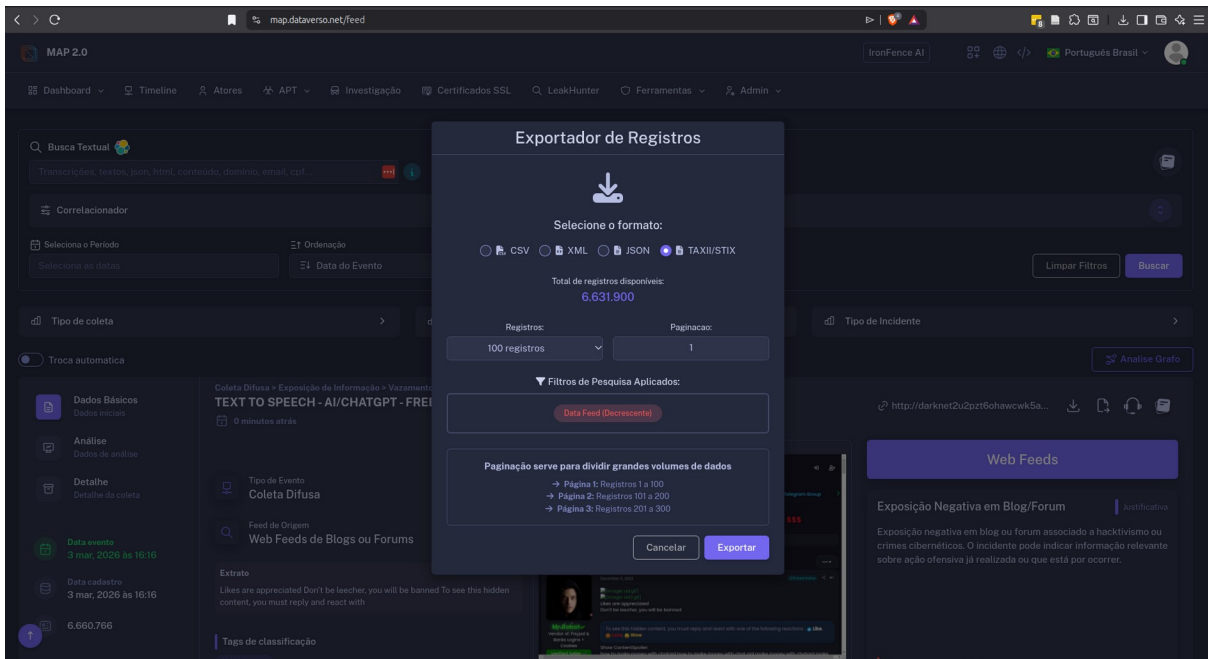 map.dataverso.net/feed
8
MAP 2.0
IronFence AI
Português Brasil
Dashboard
Timeline
Atores
APT
Investigação
Certificados SSL
LeakHunter
Ferramentas
Admin
Exportador de Registros
Selecione o formato:
CSV
XML
JSON
TAXII/STIX
Total de registros disponíveis:
6.631.900
Registros:
Paginacao:
100 registros
1
Filtros de Pesquisa Aplicados:
Data Feed (Decrescente)
Paginação serve para dividir grandes volumes de dados
→ Página 1: Registros 1 a 100
→ Página 2: Registros 101 a 200
→ Página 3: Registros 201 a 300
Cancelar
Exportar
Busca Textual
Transcrições, textos, json, html, conteúdo, domínio, email, cpf...
Correlacionador
Seleciona o Período
Ordenação
Seleciona as datas
Data do Evento
Limpar Filtros
Buscar
Tipo de coleta
Tipo de Incidente
Troca automatica
Analise Grafo
Dados Básicos
Dados iniciais
Análise
Dados de análise
Detalhe
Detalhe da coleta
Data evento
3 mar, 2026 às 16:16
Data cadastro
3 mar, 2026 às 16:16
6.660.766
Coleta Difusa > Exposição de Informação > Vazamento
TEXT TO SPEECH - AI/CHATGPT - FREE
0 minutos atrás
Tipo de Evento
Coleta Difusa
Feed de Origem
Web Feeds de Blogs ou Forums
Extrato
Likes are appreciated Don't be leecher, you will be banned To see this hidden
content, you must reply and react with
Tags de classificação
http://darknet2u2pzt6ohawcwk5a...
Web Feeds
Exposição Negativa em Blog/Forum
Justificativa
Exposição negativa em blog ou forum associado a hacktivismo ou
crimes cibernéticos. O incidente pode indicar informação relevante
sobre ação ofensiva já realizada ou que está por ocorrer.
Likes are appreciated
Don't be leecher, you will be banned